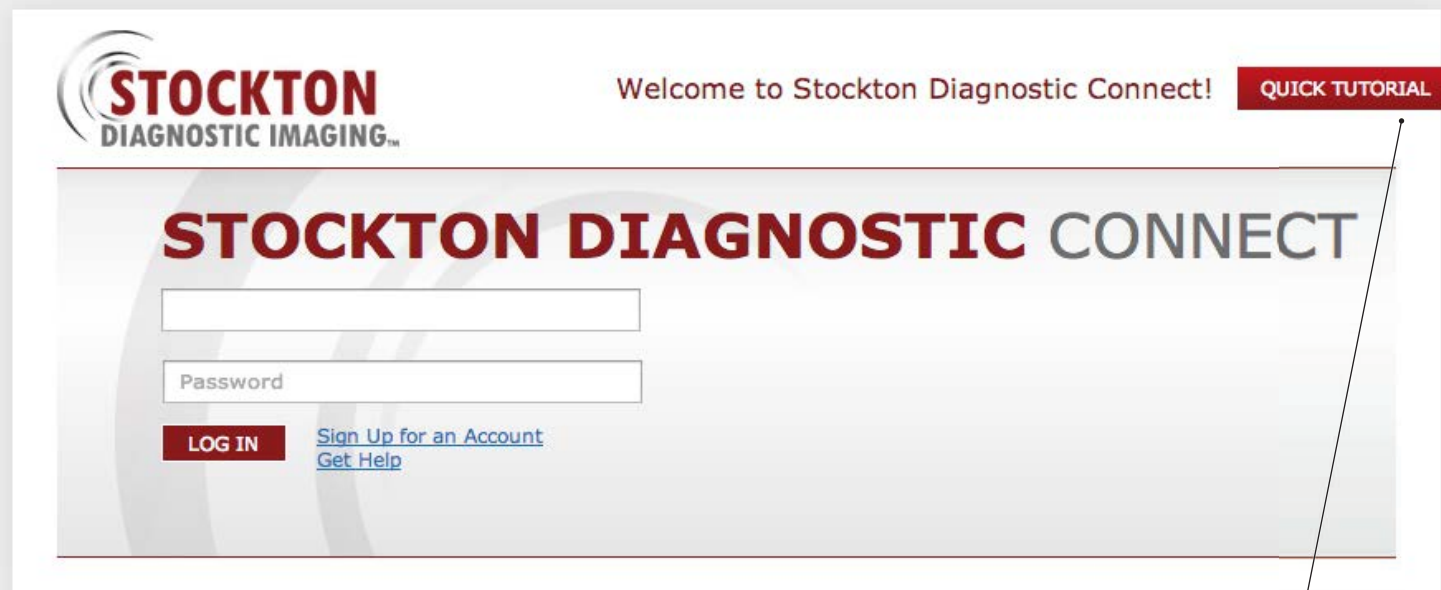 STOCKTON
DIAGNOSTIC IMAGING™
Welcome to Stockton Diagnostic Connect!
QUICK TUTORIAL
STOCKTON DIAGNOSTIC CONNECT
Password
LOG IN
Sign Up for an Account
Get Help